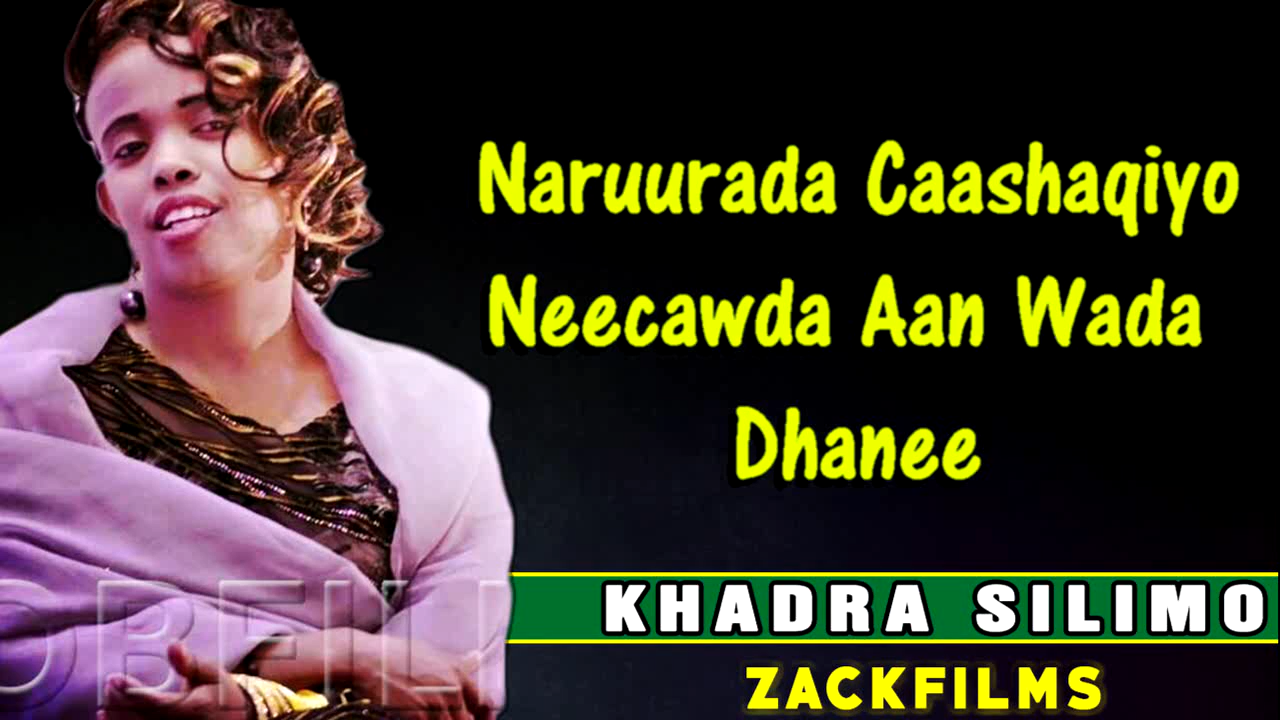 Naruurada Caashaqiyo
Neecawda Aan Wada
Dhanee
KHADRA SILIMO
ZACKFILMS